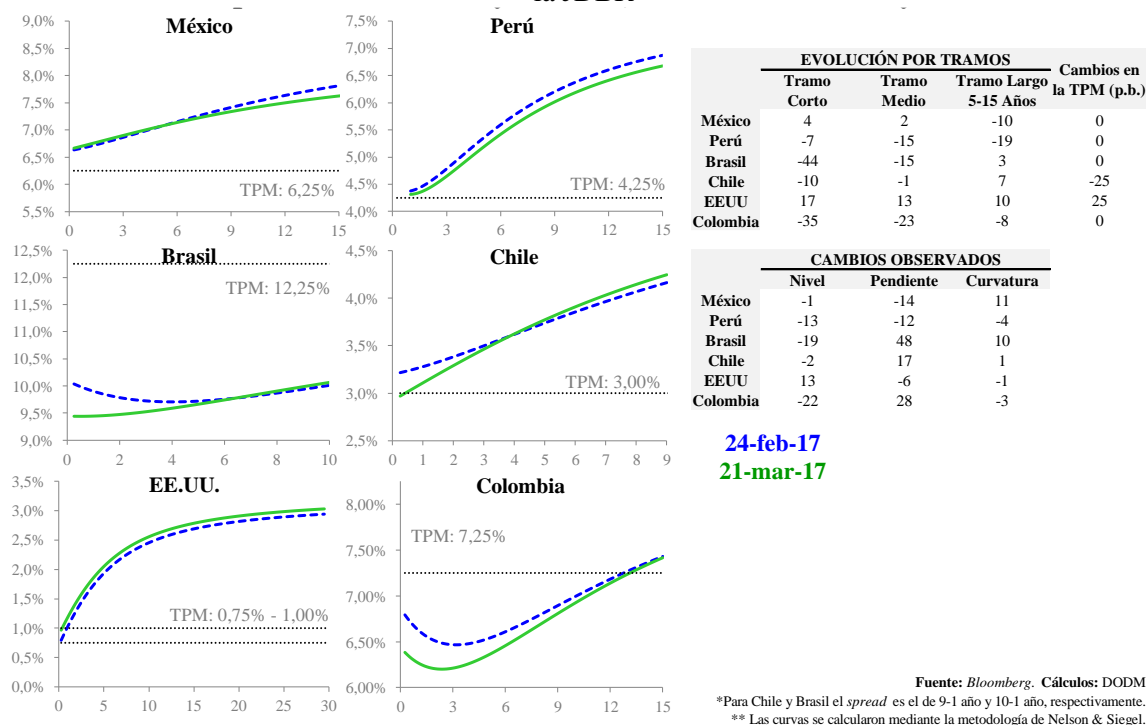 México
9,0%
8,5%
8,0%
7,5%
7,0%
6,5%
6,0%
5,5%
TPM: 6,25%
0 3 6 9 12 15
Perú
7,5%
7,0%
6,5%
6,0%
5,5%
5,0%
4,5%
4,0%
TPM: 4,25%
0 3 6 9 12 15
Brasil
12,5%
12,0%
11,5%
11,0%
10,5%
10,0%
9,5%
9,0%
TPM: 12,25%
0 2 4 6 8 10
Chile
4,5%
4,0%
3,5%
3,0%
2,5%
TPM: 3,00%
0 1 2 3 4 5 6 7 8 9
EE.UU.
3,5%
3,0%
2,5%
2,0%
1,5%
1,0%
0,5%
0,0%
TPM: 0,75% - 1,00%
0 5 10 15 20 25 30
Colombia
8,00%
7,50%
7,00%
6,50%
6,00%
TPM: 7,25%
0 3 6 9 12 15
EVOLUCIÓN POR TRAMOS
Tramo Corto Tramo Medio Tramo Largo 5-15 Años Cambios en la TPM (p.b.)
México 4 2 -10 0
Perú -7 -15 -19 0
Brasil -44 -15 3 0
Chile -10 -1 7 -25
EEUU 17 13 10 25
Colombia -35 -23 -8 0
CAMBIOS OBSERVADOS
Nivel Pendiente Curvatura
México -1 -14 11
Perú -13 -12 -4
Brasil -19 48 10
Chile -2 17 1
EEUU 13 -6 -1
Colombia -22 28 -3
24-feb-17
21-mar-17
Fuente: Bloomberg. Cálculos: DODM
*Para Chile y Brasil el spread es el de 9-1 año y 10-1 año, respectivamente.
** Las curvas se calcularon mediante la metodología de Nelson & Siegel.